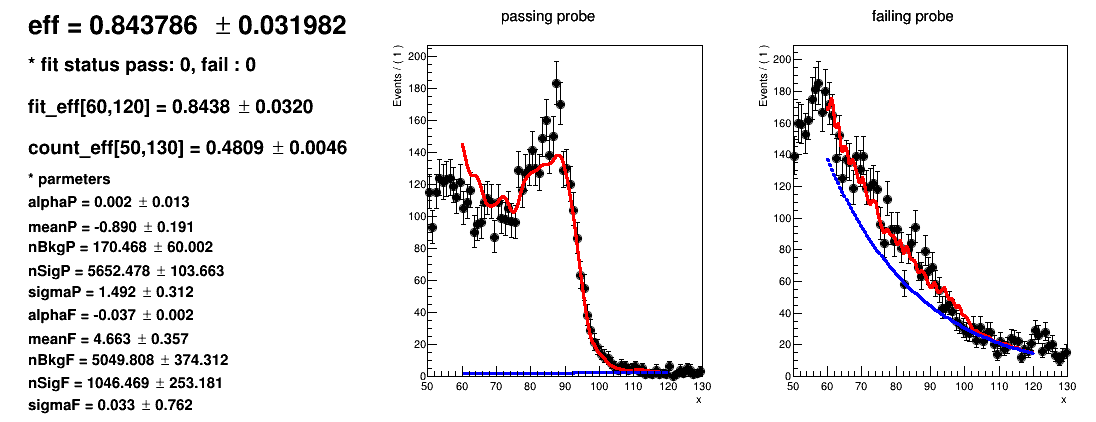 eff = 0.843786 ± 0.031982
* fit status pass: 0, fail : 0
fit_eff[60,120] = 0.8438 ± 0.0320
count_eff[50,130] = 0.4809 ± 0.0046
* parmeters
alphaP = 0.002 ± 0.013
meanP = -0.890 ± 0.191
nBkgP = 170.468 ± 60.002
nSigP = 5652.478 ± 103.663
sigmaP = 1.492 ± 0.312
alphaF = -0.037 ± 0.002
meanF = 4.663 ± 0.357
nBkgF = 5049.808 ± 374.312
nSigF = 1046.469 ± 253.181
sigmaF = 0.033 ± 0.762
passing probe
Events / ( 1 )
200
180
160
140
120
100
80
60
40
20
0
50 60 70 80 90 100 110 120 130
x
failing probe
Events / ( 1 )
200
180
160
140
120
100
80
60
40
20
0
50 60 70 80 90 100 110 120 130
x